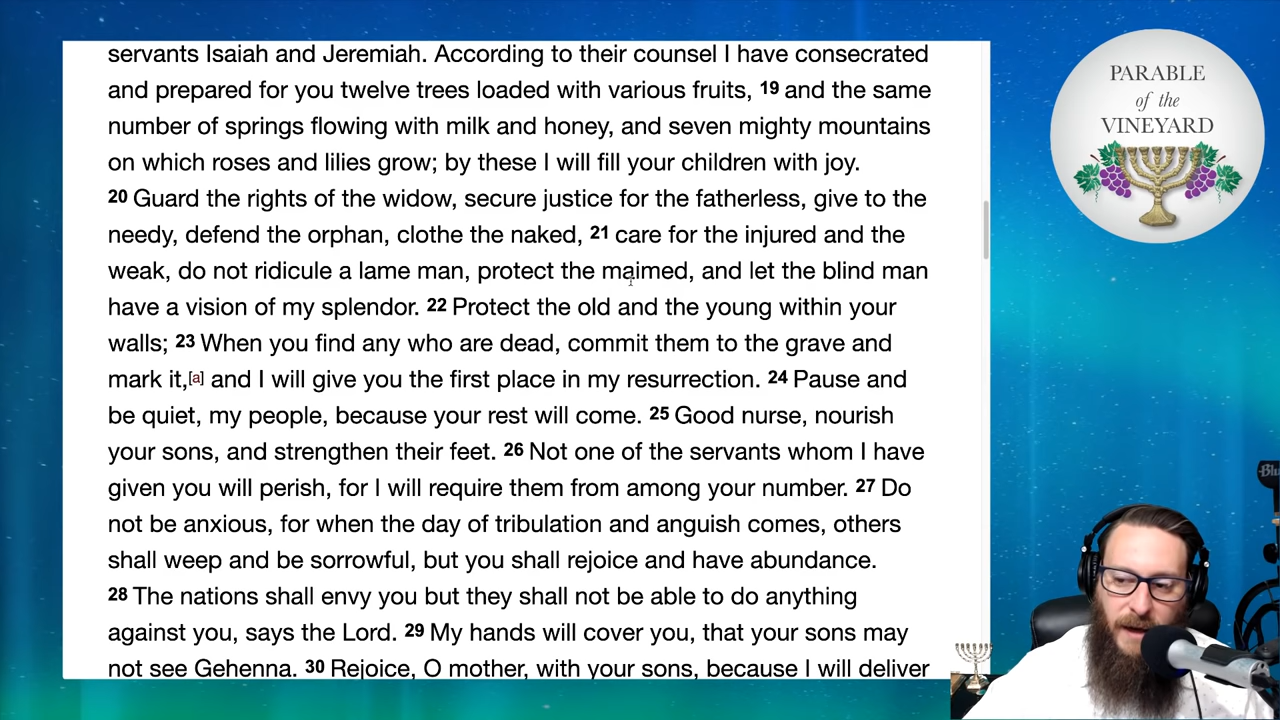 servants Isaiah and Jeremiah. According to their counsel I have consecrated
and prepared for you twelve trees loaded with various fruits, 19 and the same
number of springs flowing with milk and honey, and seven mighty mountains
on which roses and lilies grow; by these I will fill your children with joy.
20 Guard the rights of the widow, secure justice for the fatherless, give to the
needy, defend the orphan, clothe the naked, 21 care for the injured and the
weak, do not ridicule a lame man, protect the maimed, and let the blind man
have a vision of my splendor. 22 Protect the old and the young within your
walls; 23 When you find any who are dead, commit them to the grave and
mark it,[a] and I will give you the first place in my resurrection. 24 Pause and
be quiet, my people, because your rest will come. 25 Good nurse, nourish
your sons, and strengthen their feet. 26 Not one of the servants whom I have
given you will perish, for I will require them from among your number. 27 Do
not be anxious, for when the day of tribulation and anguish comes, others
shall weep and be sorrowful, but you shall rejoice and have abundance.
28 The nations shall envy you but they shall not be able to do anything
against you, says the Lord. 29 My hands will cover you, that your sons may
not see Gehenna. 30 Rejoice, O mother, with your sons, because I will deliver
PARABLE
of the
VINEYARD